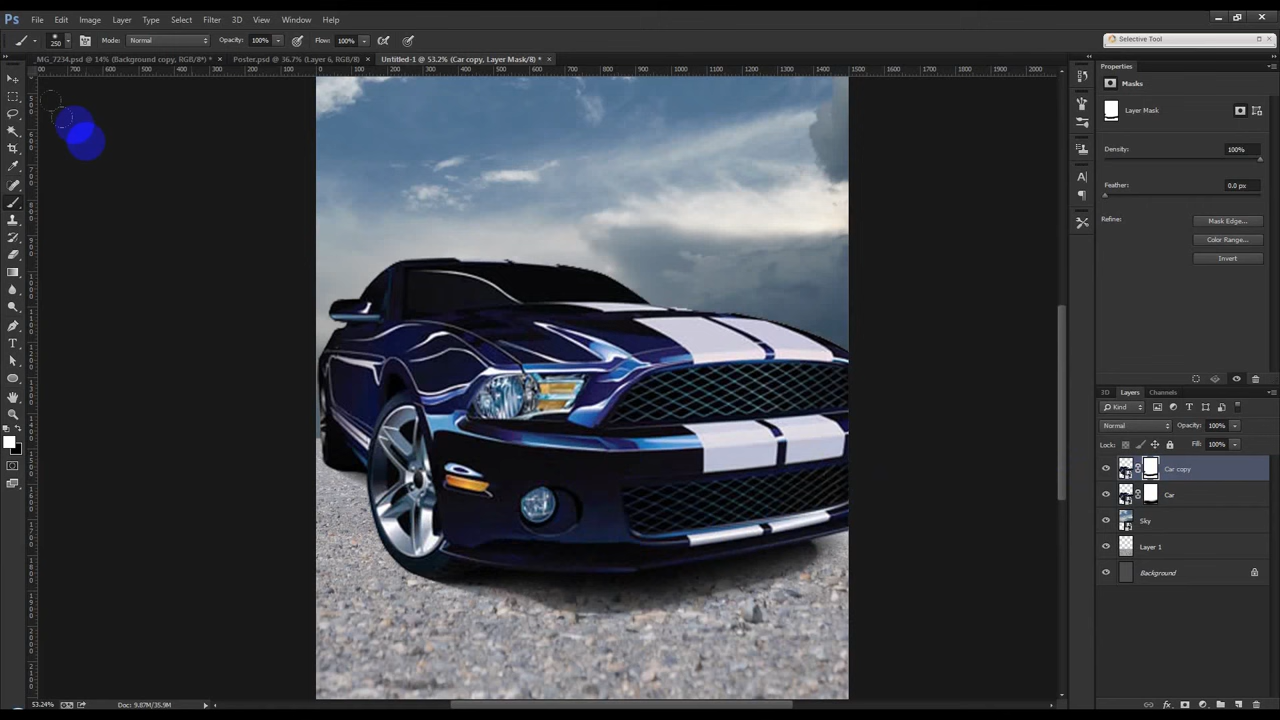 Ps File Edit Image Layer Type Select Filter 3D View Window Help
250 Mode: Normal Opacity: 100% Flow: 100%
Selective Tool
_MG_7234.psd @ 14% (Background copy, RGB/8*) * × Poster.psd @ 36.7% (Layer 6, RGB/8) × Untitled-1 @ 53.2% (Car copy, Layer Mask/8) * ×
Properties
Masks
Layer Mask
Density: 100%
Feather: 0.0 px
Refine: Mask Edge...
Color Range...
Invert
3D Layers Channels
Kind
Normal Opacity: 100%
Lock: Fill: 100%
Car copy
Car
Sky
Layer 1
Background
53.24% Doc: 9.87M/35.9M